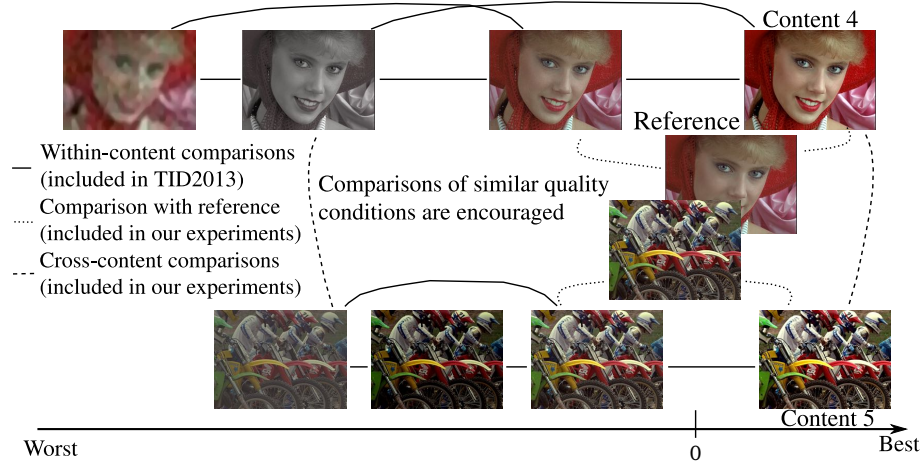 Content 4
Reference
Within-content comparisons
(included in TID2013)
Comparison with reference
(included in our experiments)
Cross-content comparisons
(included in our experiments)
Comparisons of similar quality
conditions are encouraged
Content 5
Worst
0
Best